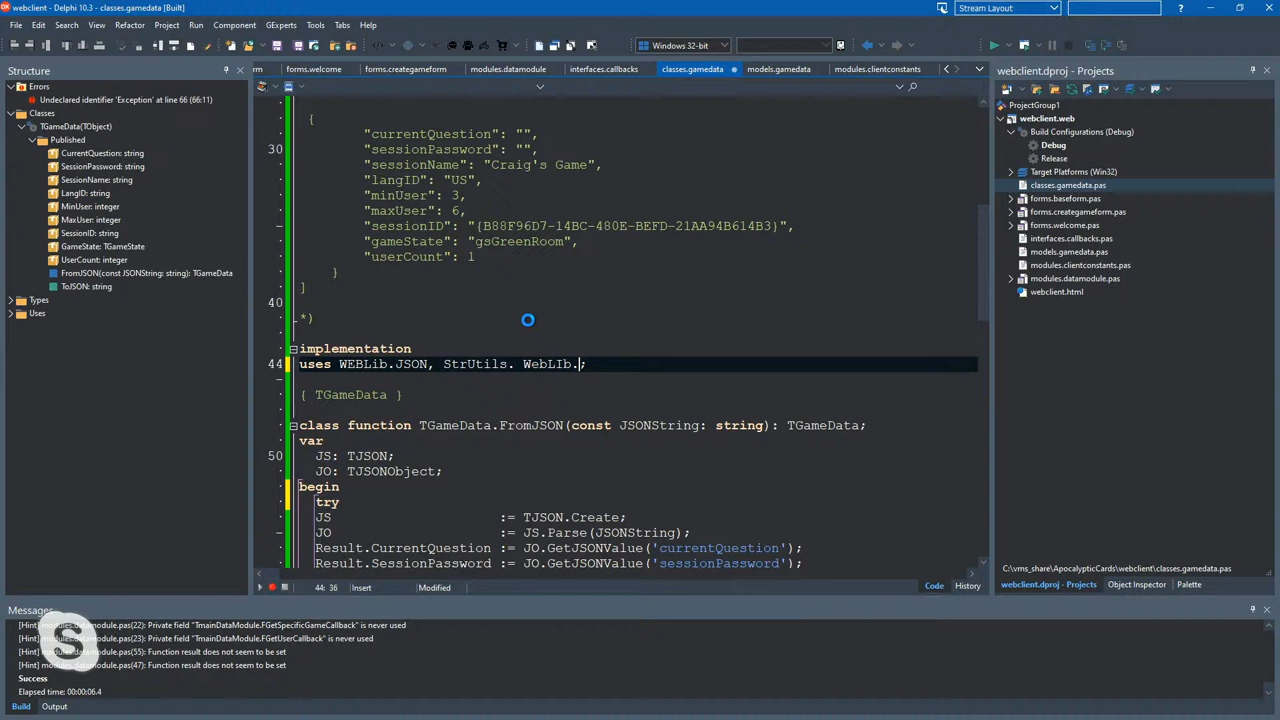 webclient - Delphi 10.3 - classes.gamedata [Built]
Stream Layout
File Edit Search View Refactor Project Run Component GExperts Tools Tabs Help
Windows 32-bit
Structure
rm forms.welcome forms.creategameform modules.datamodule interfaces.callbacks classes.gamedata models.gamedata modules.clientconstants
webclient.dproj - Projects
Errors
Undeclared identifier 'Exception' at line 66 (66:11)
Classes
TGameData(TObject)
Published
CurrentQuestion: string
SessionPassword: string
SessionName: string
LangID: string
MinUser: integer
MaxUser: integer
SessionID: string
GameState: TGameState
UserCount: integer
FromJSON(const JSONString: string): TGameData
ToJSON: string
Types
Uses
{
"currentQuestion": "",
30 "sessionPassword": "",
"sessionName": "Craig's Game",
"langID": "US",
"minUser": 3,
"maxUser": 6,
"sessionID": "{B88F96D7-14BC-480E-BEFD-21AA94B614B3}",
"gameState": "gsGreenRoom",
"userCount": 1
}
]
40
*)
implementation
44 uses WEBLib.JSON, StrUtils. WebLIb.;
{ TGameData }
class function TGameData.FromJSON(const JSONString: string): TGameData;
var
50 JS: TJSON;
JO: TJSONObject;
begin
try
JS := TJSON.Create;
JO := JS.Parse(JSONString);
Result.CurrentQuestion := JO.GetJSONValue('currentQuestion');
Result.SessionPassword := JO.GetJSONValue('sessionPassword');
44: 36 Insert Modified Code History
ProjectGroup1
webclient.web
Build Configurations (Debug)
Debug
Release
Target Platforms (Win32)
classes.gamedata.pas
forms.baseform.pas
forms.creategameform.pas
forms.welcome.pas
interfaces.callbacks.pas
models.gamedata.pas
modules.clientconstants.pas
modules.datamodule.pas
webclient.html
C:\vms_share\ApocalypticCards\webclient\classes.gamedata.pas
webclient.dproj - Projects Object Inspector Palette
Messages
[Hint] modules.datamodule.pas(22): Private field "TmainDataModule.FGetSpecificGameCallback" is never used
[Hint] modules.datamodule.pas(23): Private field "TmainDataModule.FGetUserCallback" is never used
[Hint] modules.datamodule.pas(55): Function result does not seem to be set
[Hint] modules.datamodule.pas(47): Function result does not seem to be set
Success
Elapsed time: 00:00:06.4
Build Output